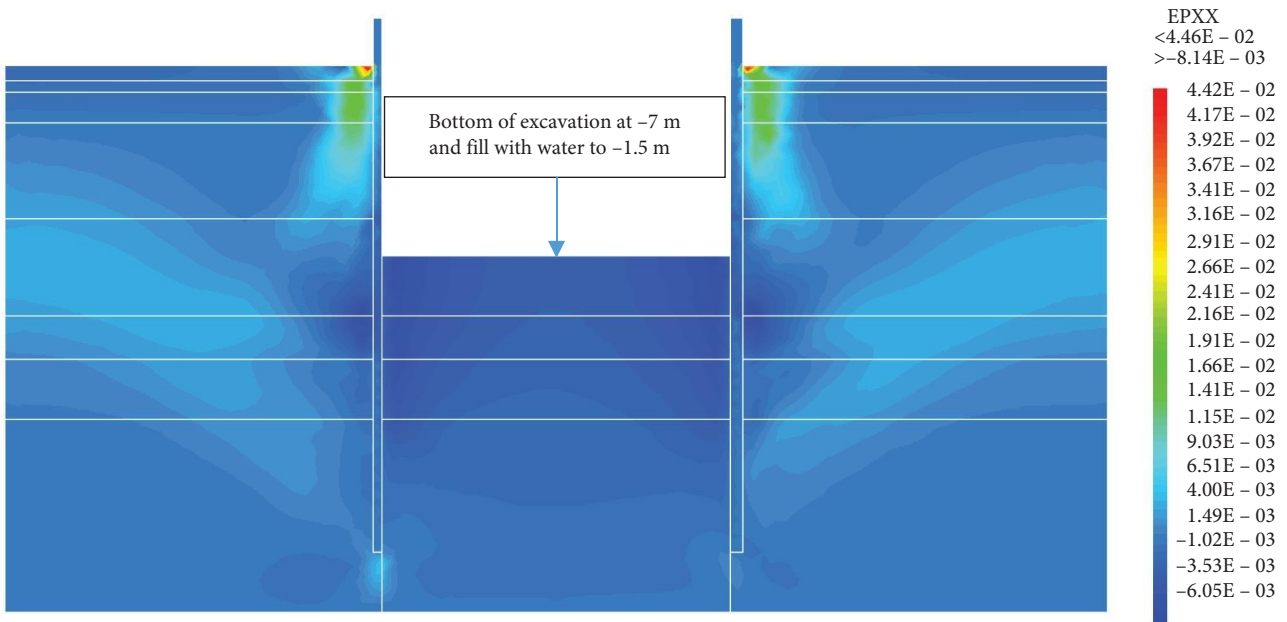 Bottom of excavation at –7 m
and fill with water to –1.5 m
EPXX
<4.46E – 02
>–8.14E – 03
4.42E – 02
4.17E – 02
3.92E – 02
3.67E – 02
3.41E – 02
3.16E – 02
2.91E – 02
2.66E – 02
2.41E – 02
2.16E – 02
1.91E – 02
1.66E – 02
1.41E – 02
1.15E – 02
9.03E – 03
6.51E – 03
4.00E – 03
1.49E – 03
–1.02E – 03
–3.53E – 03
–6.05E – 03